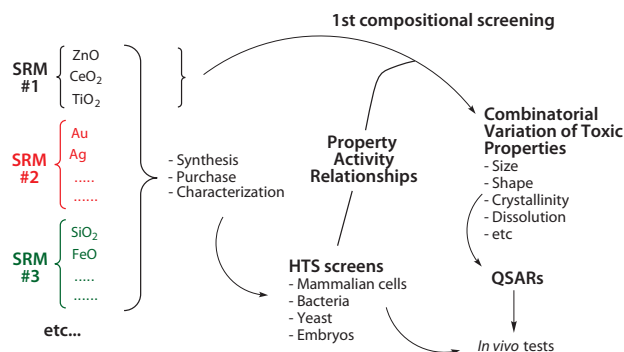 1st compositional screening
SRM
#1
ZnO
CeO₂
TiO₂
SRM
#2
Au
Ag
.....
......
SRM
#3
SiO₂
FeO
.....
......
etc...
- Synthesis
- Purchase
- Characterization
Property
Activity
Relationships
HTS screens
- Mammalian cells
- Bacteria
- Yeast
- Embryos
Combinatorial
Variation of Toxic
Properties
- Size
- Shape
- Crystallinity
- Dissolution
- etc
QSARs
In vivo tests